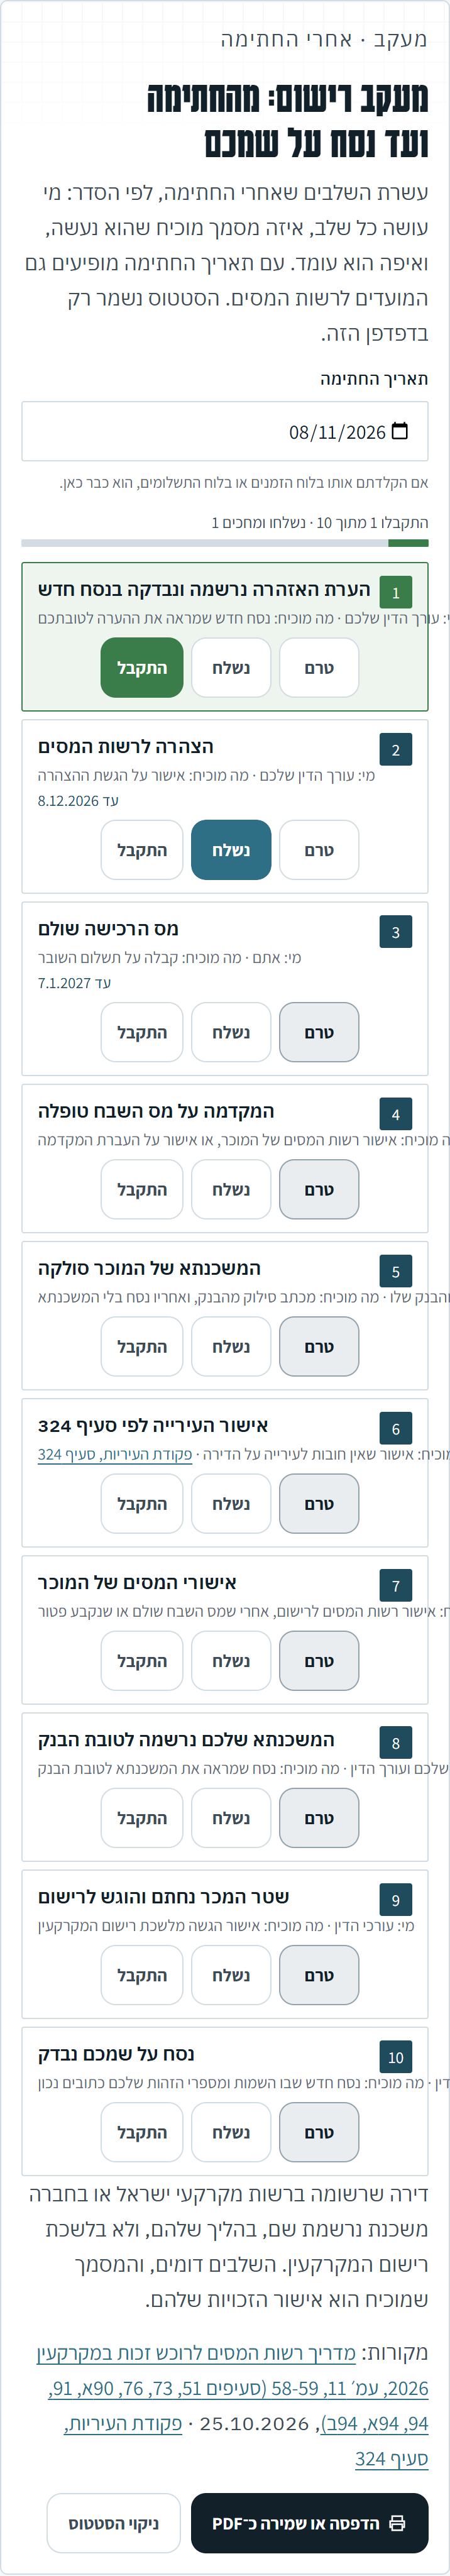 מעקב · אחרי החתימה
מעקב רישום: מהחתימה
ועד נסח על שמכם
עשרת השלבים שאחרי החתימה, לפי הסדר: מי
עושה כל שלב, איזה מסמך מוכיח שהוא נעשה,
ואיפה הוא עומד. עם תאריך החתימה מופיעים גם
המועדים לרשות המסים. הסטטוס נשמר רק
בדפדפן הזה.
תאריך החתימה
08/11/2026
אם הקלדתם אותו בלוח הזמנים או בלוח התשלומים, הוא כבר כאן.
התקבלו 1 מתוך 10 · נשלחו ומחכים 1
1
הערת האזהרה נרשמה ונבדקה בנסח חדש
: עורך הדין שלכם · מה מוכיח: נסח חדש שמראה את ההערה לטובתכם
טרם
נשלח
התקבל
2
הצהרה לרשות המסים
מי: עורך הדין שלכם · מה מוכיח: אישור על הגשת ההצהרה
עד 8.12.2026
טרם
נשלח
התקבל
3
מס הרכישה שולם
מי: אתם · מה מוכיח: קבלה על תשלום השובר
עד 7.1.2027
טרם
נשלח
התקבל
4
המקדמה על מס השבח טופלה
מוכיח: אישור רשות המסים של המוכר, או אישור על העברת המקדמה
טרם
נשלח
התקבל
5
המשכנתא של המוכר סולקה
והבנק שלו · מה מוכיח: מכתב סילוק מהבנק, ואחריו נסח בלי המשכנתא
טרם
נשלח
התקבל
6
אישור העירייה לפי סעיף 324
אישור שאין חובות לעירייה על הדירה · פקודת העיריות, סעיף 324
טרם
נשלח
התקבל
7
אישורי המסים של המוכר
אישור רשות המסים לרישום, אחרי שמס השבח שולם או שנקבע פטור
טרם
נשלח
התקבל
8
המשכנתא שלכם נרשמה לטובת הבנק
שלכם ועורך הדין · מה מוכיח: נסח שמראה את המשכנתא לטובת הבנק
טרם
נשלח
התקבל
9
שטר המכר נחתם והוגש לרישום
מי: עורכי הדין · מה מוכיח: אישור הגשה מלשכת רישום המקרקעין
טרם
נשלח
התקבל
10
נסח על שמכם נבדק
· מה מוכיח: נסח חדש שבו השמות ומספרי הזהות שלכם כתובים נכון
טרם
נשלח
התקבל
דירה שרשומה ברשות מקרקעי ישראל או בחברה
משכנת נרשמת שם, בהליך שלהם, ולא בלשכת
רישום המקרקעין. השלבים דומים, והמסמך
שמוכיח הוא אישור הזכויות שלהם.
מקורות: מדריך רשות המסים לרוכש זכות במקרקעין
2026, עמ׳ 11, 58-59 (סעיפים 51, 73, 76, 90א, 91,
94, 94א, 94ב), 25.10.2026 · פקודת העיריות,
סעיף 324
הדפסה או שמירה כ־PDF
ניקוי הסטטוס